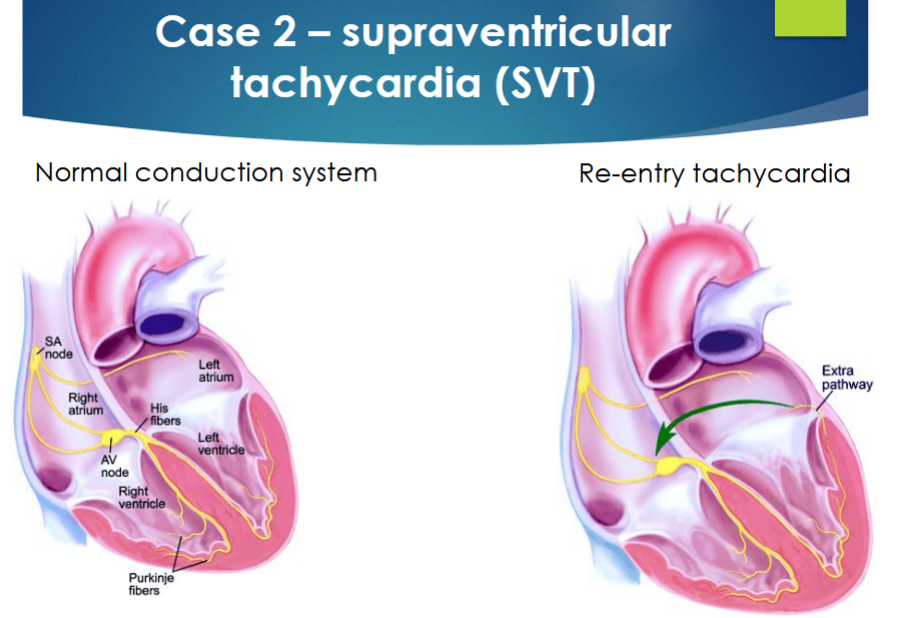 Case 2 – supraventricular
tachycardia (SVT)
Normal conduction system
SA
node
Left
atrium
Right
atrium
His
fibers
Left
ventricle
AV
node
Right
ventricle
Purkinje
fibers
Re-entry tachycardia
Extra
pathway